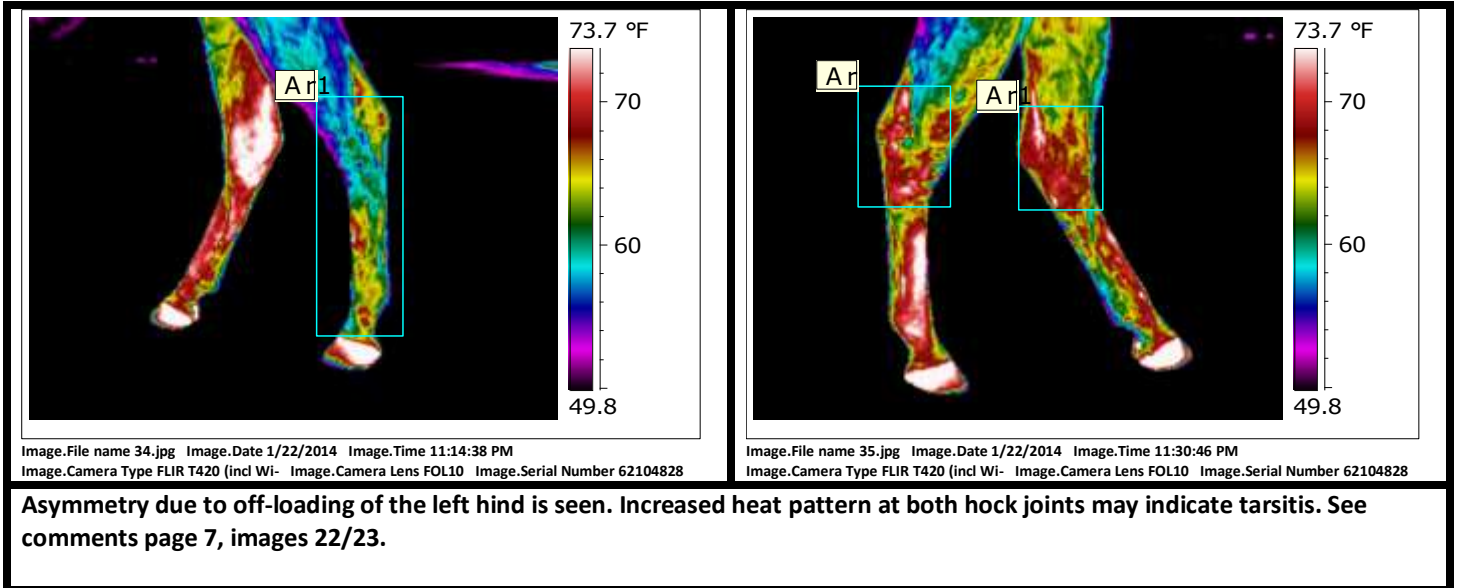 73.7 °F
Ar1
70
60
49.8
Image.File name 34.jpg Image.Date 1/22/2014 Image.Time 11:14:38 PM
Image.Camera Type FLIR T420 (incl Wi- Image.Camera Lens FOL10 Image.Serial Number 62104828
73.7 °F
Ar
Ar1
70
60
49.8
Image.File name 35.jpg Image.Date 1/22/2014 Image.Time 11:30:46 PM
Image.Camera Type FLIR T420 (incl Wi- Image.Camera Lens FOL10 Image.Serial Number 62104828
Asymmetry due to off-loading of the left hind is seen. Increased heat pattern at both hock joints may indicate tarsitis. See
comments page 7, images 22/23.